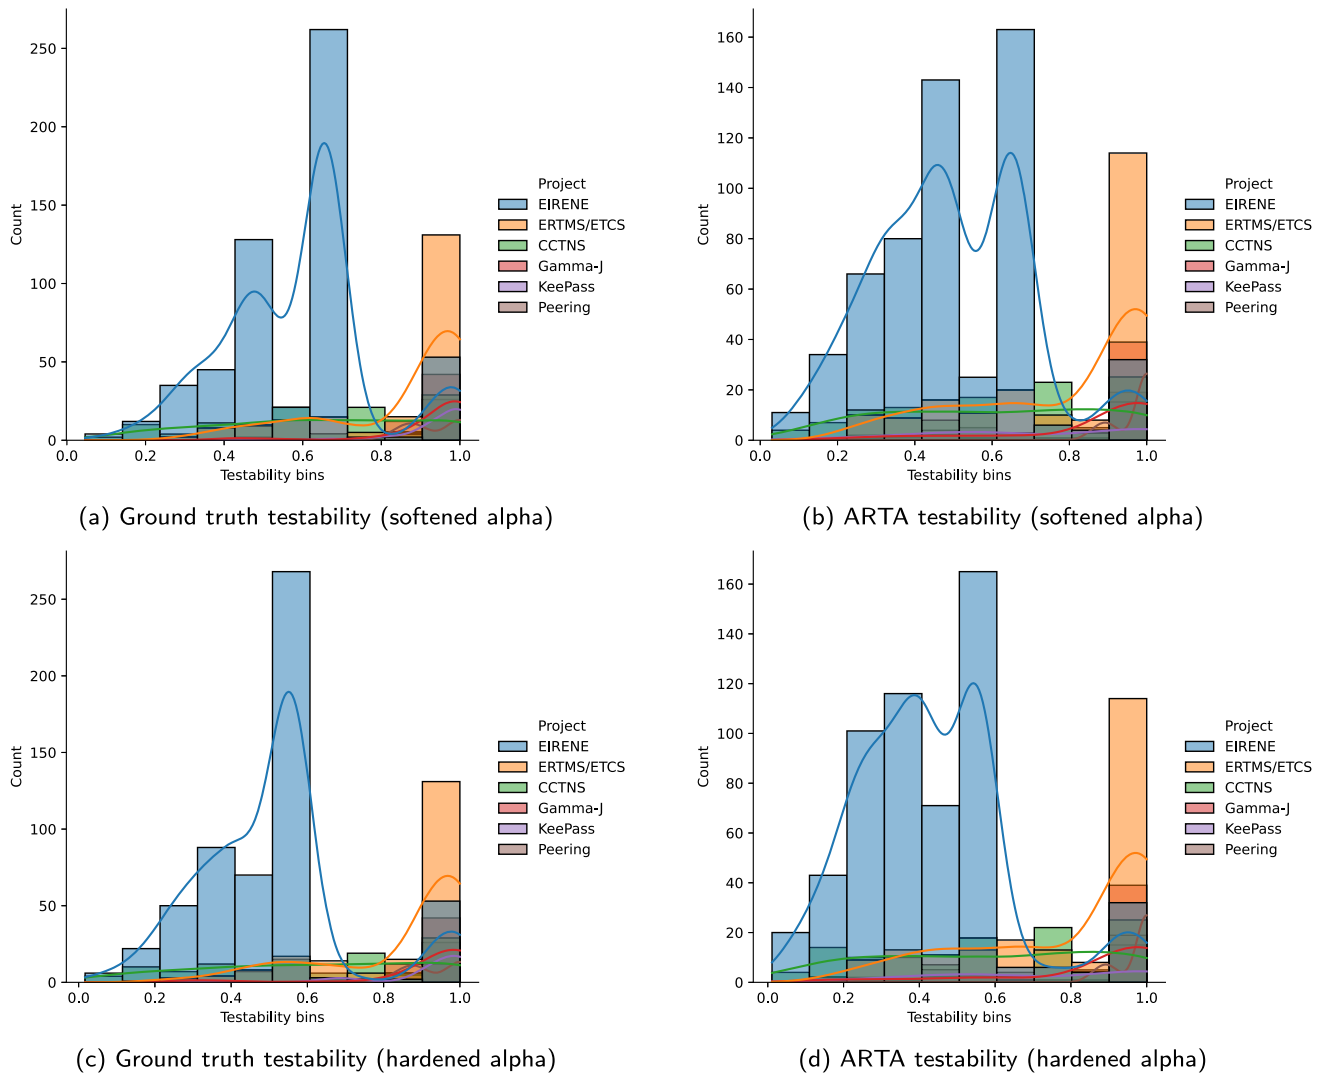 250
200
150
100
50
0
Count
0.0 0.2 0.4 0.6 0.8 1.0
Testability bins
Project
EIRENE
ERTMS/ETCS
CCTNS
Gamma-J
KeePass
Peering
(a) Ground truth testability (softened alpha)
160
140
120
100
80
60
40
20
0
Count
0.0 0.2 0.4 0.6 0.8 1.0
Testability bins
Project
EIRENE
ERTMS/ETCS
CCTNS
Gamma-J
KeePass
Peering
(b) ARTA testability (softened alpha)
250
200
150
100
50
0
Count
0.0 0.2 0.4 0.6 0.8 1.0
Testability bins
Project
EIRENE
ERTMS/ETCS
CCTNS
Gamma-J
KeePass
Peering
(c) Ground truth testability (hardened alpha)
160
140
120
100
80
60
40
20
0
Count
0.0 0.2 0.4 0.6 0.8 1.0
Testability bins
Project
EIRENE
ERTMS/ETCS
CCTNS
Gamma-J
KeePass
Peering
(d) ARTA testability (hardened alpha)